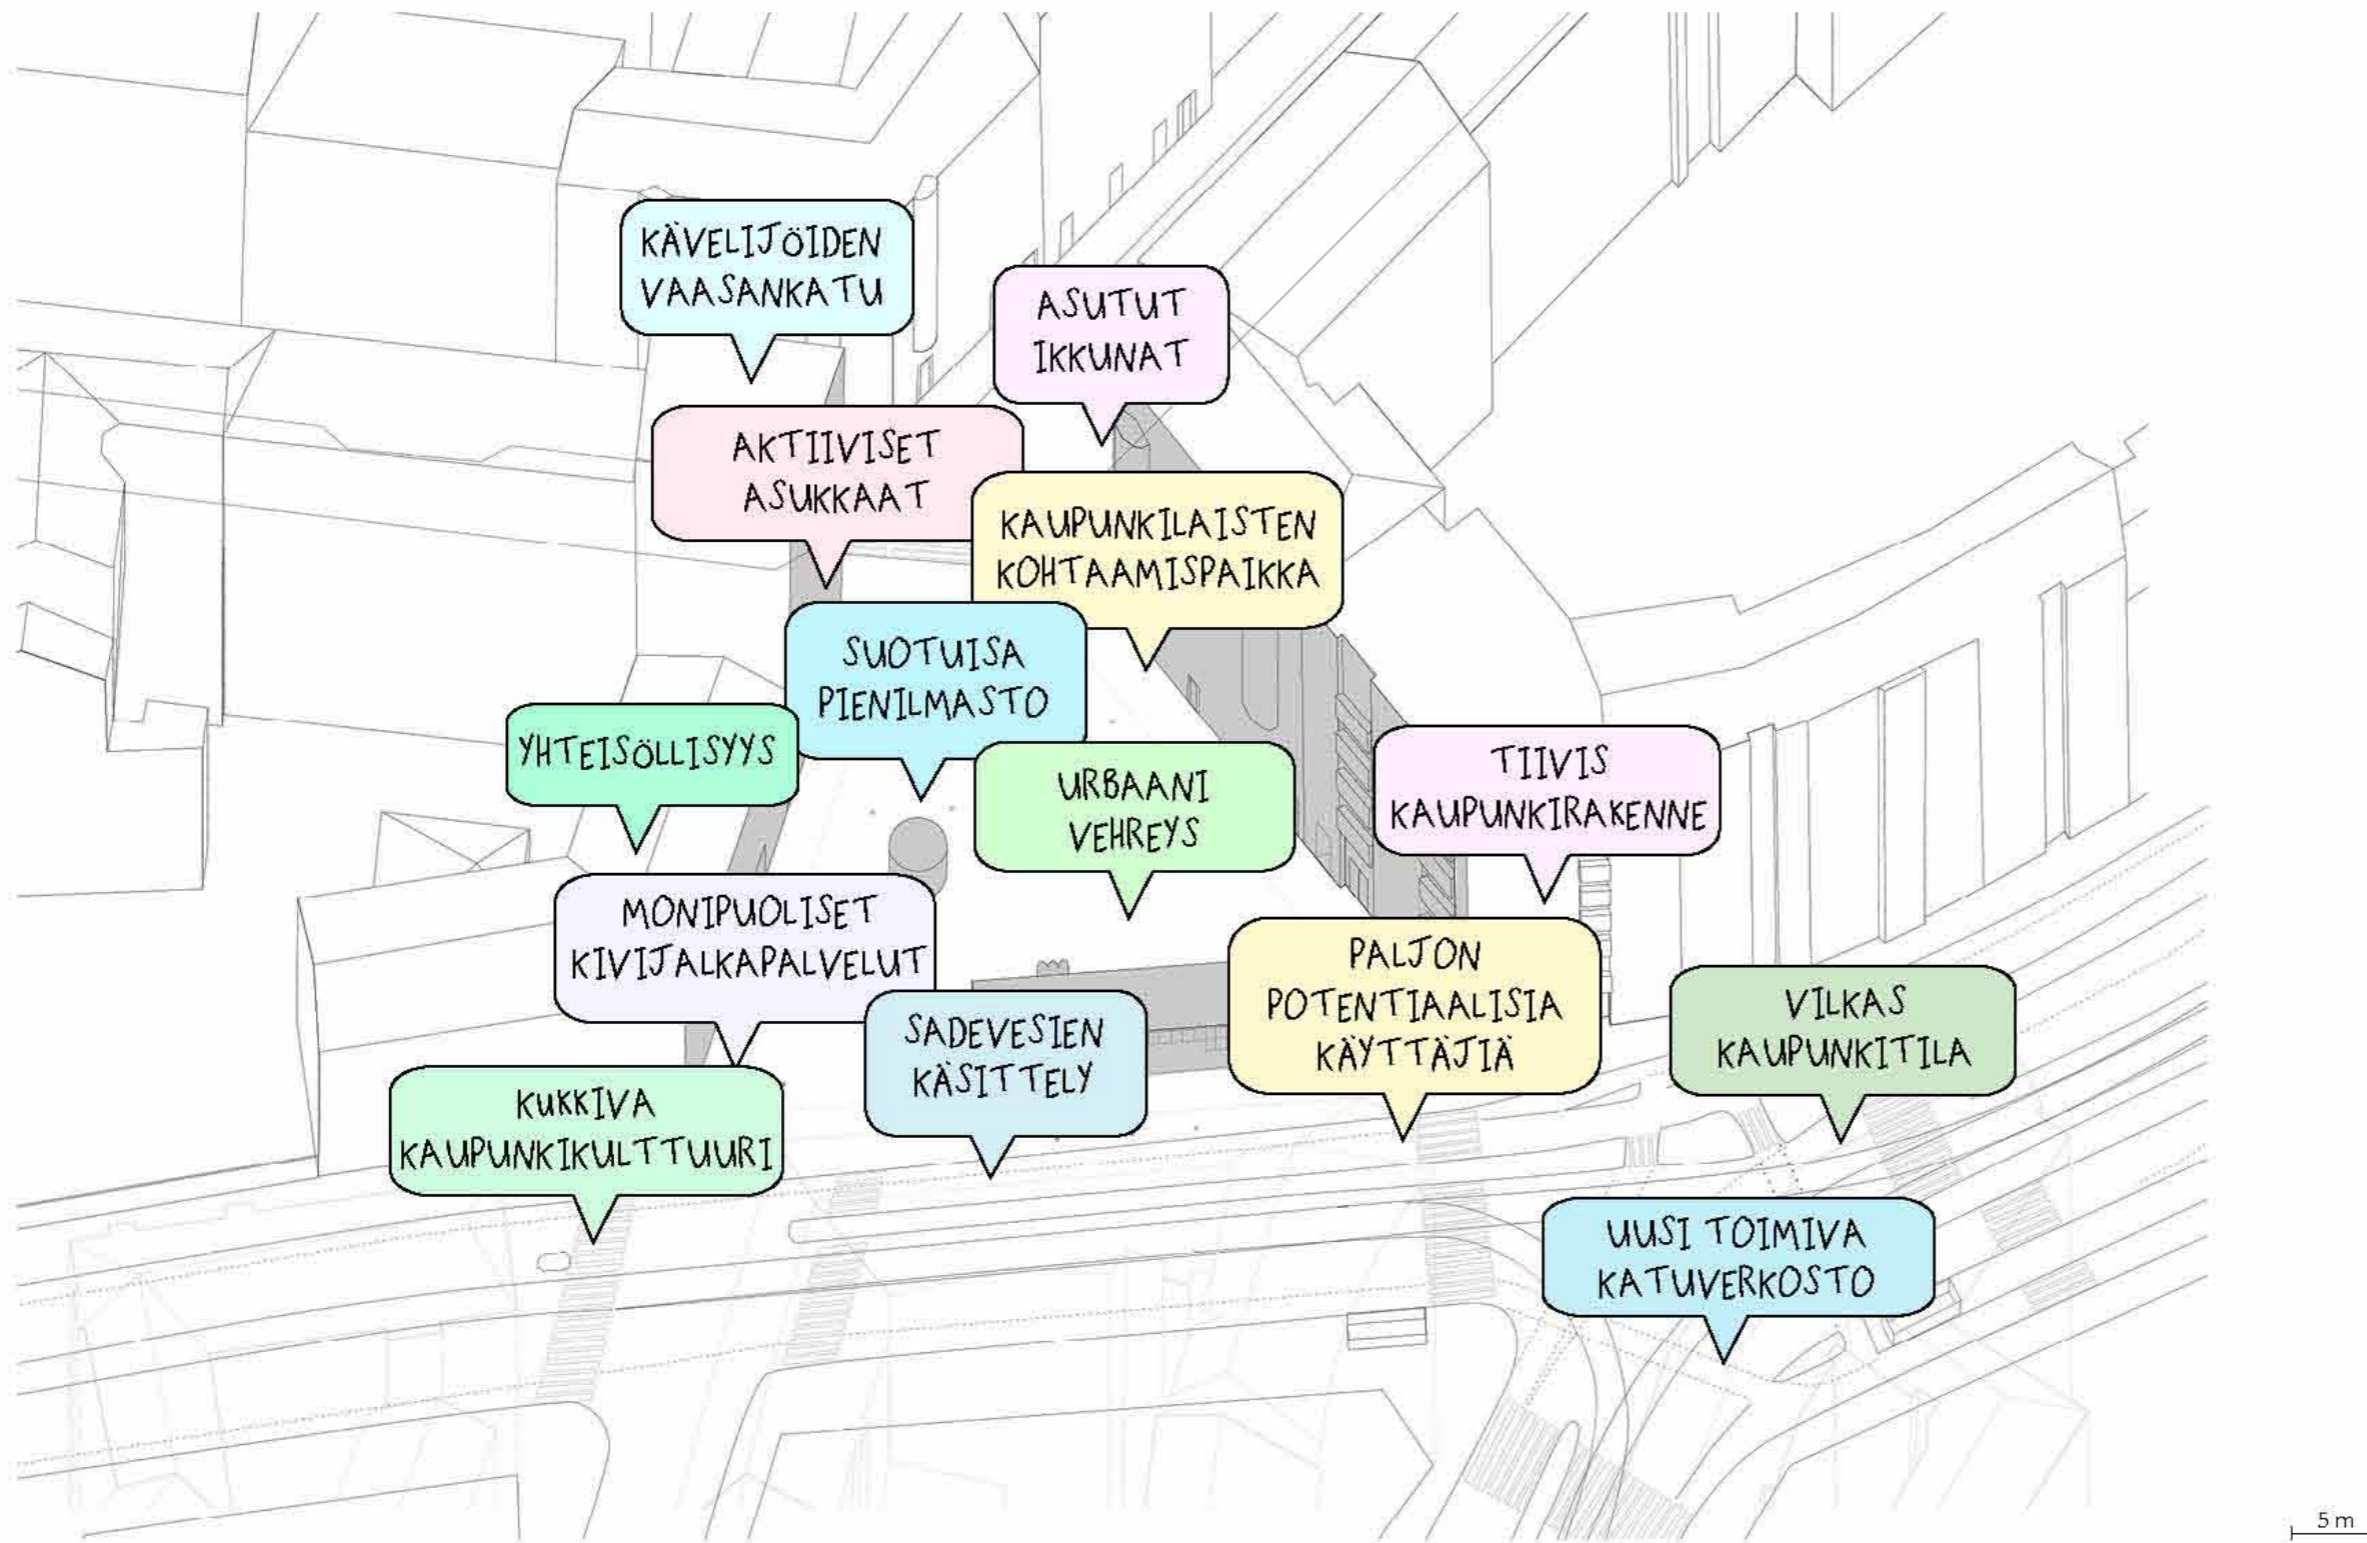 KÄVELIJÖIDEN
VAASANKATU
ASUTUT
IKKUNAT
AKTIIVISET
ASUKKAAT
KAUPUNKILAISTEN
KOHTAAMISPAIKKA
SUOTUISA
PIENILMASTO
YHTEISÖLLISYYS
URBAANI
VEHREYS
TIIVIS
KAUPUNKIRAKENNE
MONIPUOLISET
KIVIJALKAPALVELUT
PALJON
POTENTIAALISIA
KÄYTTÄJIÄ
VILKAS
KAUPUNKITILA
SADEVESIEN
KÄSITTELY
KUKKIVA
KAUPUNKIKULTTUURI
UUSI TOIMIVA
KATUVERKOSTO
5 m